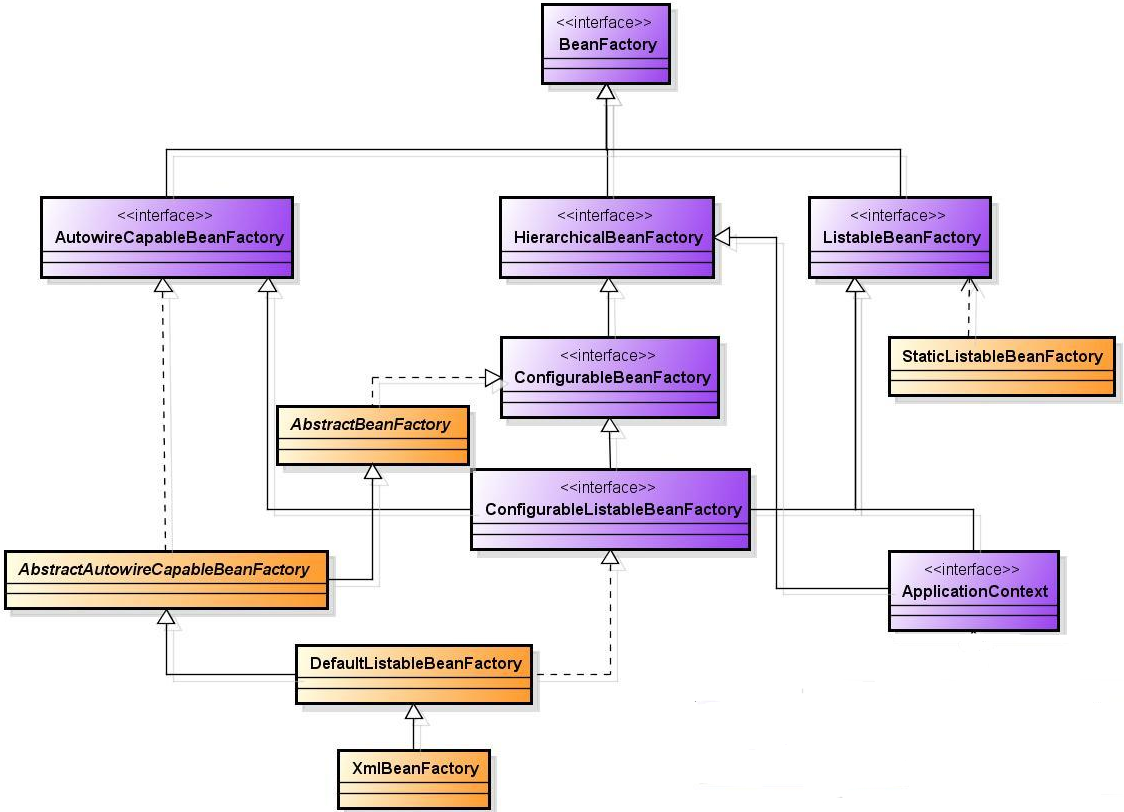 <<interface>>
BeanFactory
<<interface>>
AutowireCapableBeanFactory
<<interface>>
HierarchicalBeanFactory
<<interface>>
ListableBeanFactory
<<interface>>
ConfigurableBeanFactory
StaticListableBeanFactory
AbstractBeanFactory
<<interface>>
ConfigurableListableBeanFactory
AbstractAutowireCapableBeanFactory
<<interface>>
ApplicationContext
DefaultListableBeanFactory
XmlBeanFactory